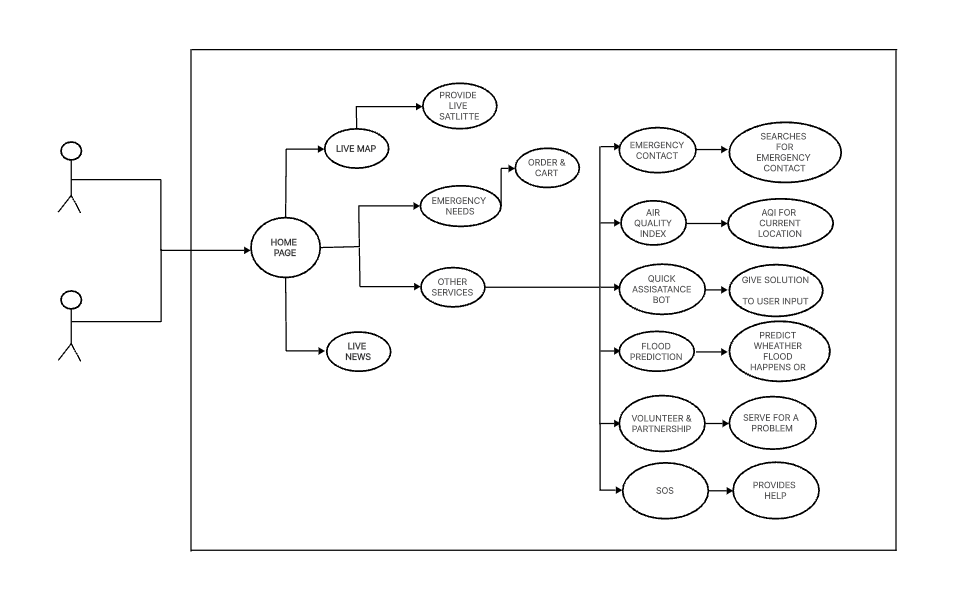 PROVIDE
LIVE
SATLITTE
LIVE MAP
ORDER &
CART
EMERGENCY
NEEDS
HOME
PAGE
OTHER
SERVICES
LIVE
NEWS
EMERGENCY
CONTACT
SEARCHES
FOR
EMERGENCY
CONTACT
AIR
QUALITY
INDEX
AQI FOR
CURRENT
LOCATION
QUICK
ASSISATANCE
BOT
GIVE SOLUTION
TO USER INPUT
FLOOD
PREDICTION
PREDICT
WHEATHER
FLOOD
HAPPENS OR
VOLUNTEER &
PARTNERSHIP
SERVE FOR A
PROBLEM
SOS
PROVIDES
HELP